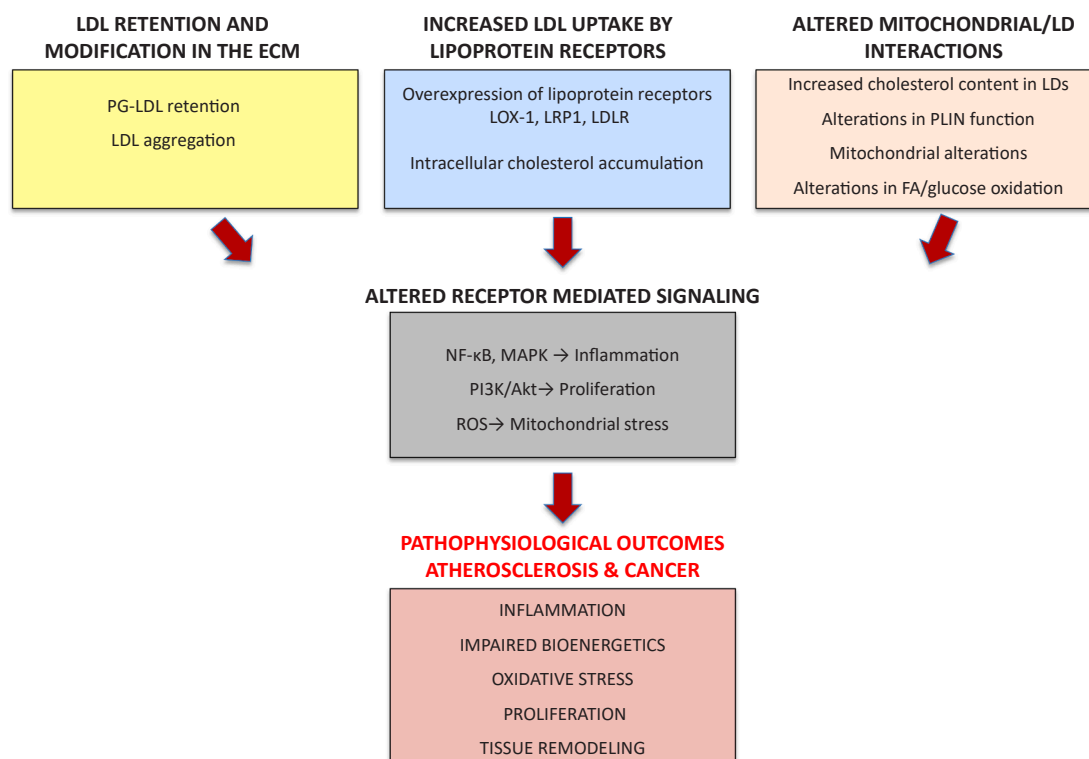 LDL RETENTION AND
MODIFICATION IN THE ECM
PG-LDL retention
LDL aggregation
INCREASED LDL UPTAKE BY
LIPOPROTEIN RECEPTORS
Overexpression of lipoprotein receptors
LOX-1, LRP1, LDLR
Intracellular cholesterol accumulation
ALTERED MITOCHONDRIAL/LD
INTERACTIONS
Increased cholesterol content in LDs
Alterations in PLIN function
Mitochondrial alterations
Alterations in FA/glucose oxidation
ALTERED RECEPTOR MEDIATED SIGNALING
NF-κB, MAPK → Inflammation
PI3K/Akt→ Proliferation
ROS→ Mitochondrial stress
PATHOPHYSIOLOGICAL OUTCOMES
ATHEROSCLEROSIS & CANCER
INFLAMMATION
IMPAIRED BIOENERGETICS
OXIDATIVE STRESS
PROLIFERATION
TISSUE REMODELING